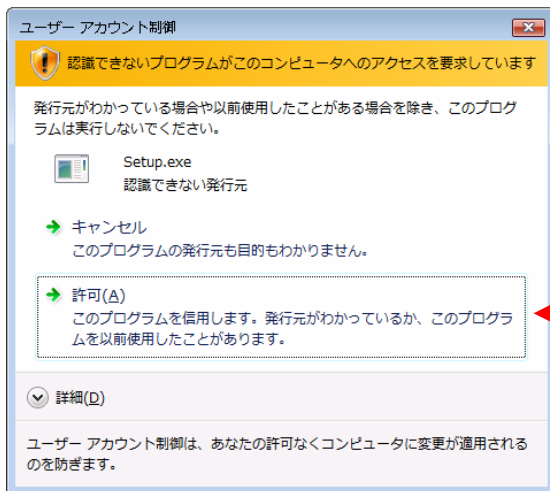 ユーザー アカウント制御
認識できないプログラムがこのコンピュータへのアクセスを要求しています
発行元がわかっている場合や以前使用したことがある場合を除き、このプログ
ラムは実行しないでください。
Setup.exe
認識できない発行元
キャンセル
このプログラムの発行元も目的もわかりません。
許可(A)
このプログラムを信用します。発行元がわかっているか、このプログラ
ムを以前使用したことがあります。
詳細(D)
ユーザー アカウント制御は、あなたの許可なくコンピュータに変更が適用される
のを防ぎます。